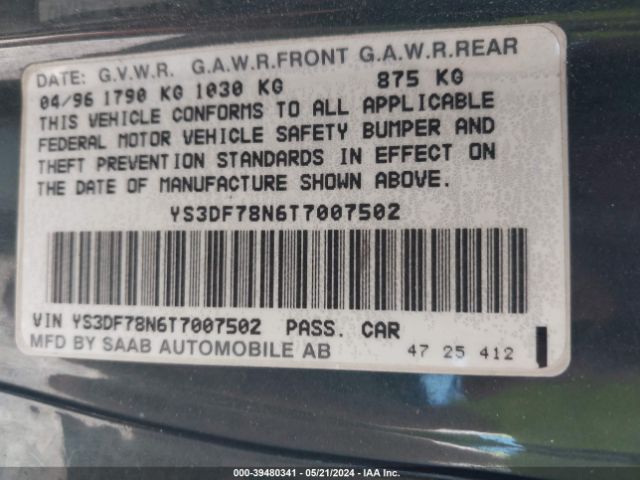 DATE: G.V.W.R. G.A.W.R.FRONT G.A.W.R.REAR
04/96 1790 KG 1030 KG 875 KG
THIS VEHICLE CONFORMS TO ALL APPLICABLE
FEDERAL MOTOR VEHICLE SAFETY BUMPER AND
THEFT PREVENTION STANDARDS IN EFFECT ON
THE DATE OF MANUFACTURE SHOWN ABOVE.
YS3DF78N6T7007502
VIN YS3DF78N6T7007502 PASS. CAR
MFD BY SAAB AUTOMOBILE AB 47 25 412
000-39480341 - 05/21/2024 - IAA Inc.